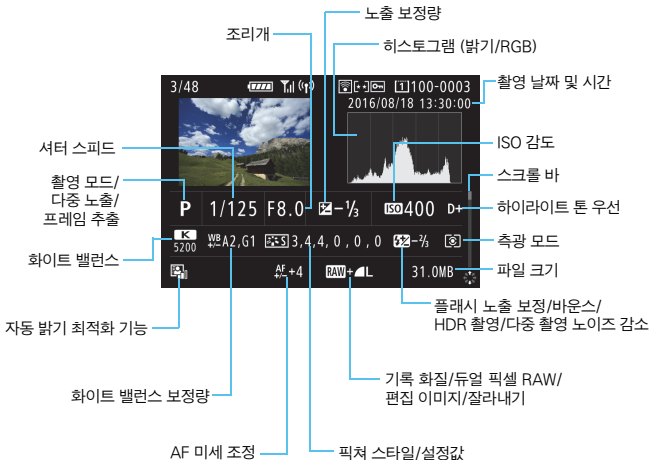 노출 보정량
조리개
히스토그램 (밝기/RGB)
3/48
1 100-0003
촬영 날짜 및 시간
2016/08/18 13:30:00
셔터 스피드
ISO 감도
스크롤 바
촬영 모드/
다중 노출/
프레임 추출
P 1/125 F8.0 -1/3 ISO 400 D+
하이라이트 톤 우선
K
5200
WB +/- A2,G1 S 3,4,4,0,0,0 -2/3
측광 모드
화이트 밸런스
AF +/- +4 RAW+L 31.0MB
파일 크기
자동 밝기 최적화 기능
플래시 노출 보정/바운스/
HDR 촬영/다중 촬영 노이즈 감소
화이트 밸런스 보정량
기록 화질/듀얼 픽셀 RAW/
편집 이미지/잘라내기
AF 미세 조정
픽쳐 스타일/설정값